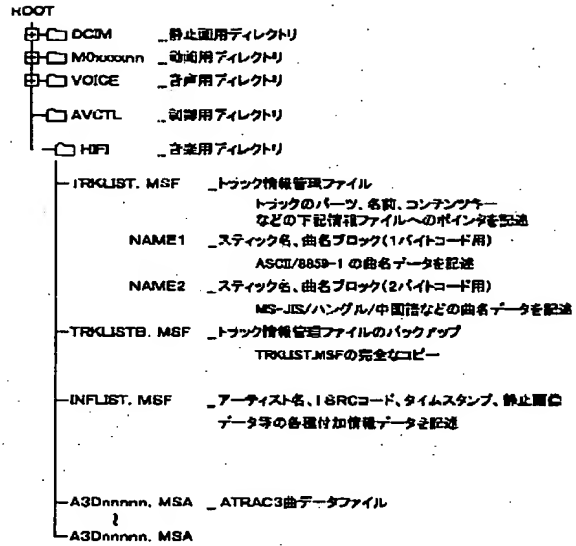 ROOT
DCIM _静止画用ディレクトリ
M0xxxxnn _動画用ディレクトリ
VOICE _音声用ディレクトリ
AVCTL _制御用ディレクトリ
HIFI _音楽用ディレクトリ
TRKLIST. MSF _トラック情報管理ファイル
トラックのパーツ、名前、コンテンツキー
などの下記情報ファイルへのポインタを記述
NAME1 _スティック名、曲名ブロック(1バイトコード用)
ASCII/8859-1 の曲名データを記述
NAME2 _スティック名、曲名ブロック(2バイトコード用)
MS-JIS/ハングル/中国語などの曲名データを記述
TRKLISTB. MSF _トラック情報管理ファイルのバックアップ
TRKLIST.MSFの完全なコピー
INFLIST. MSF _アーティスト名、ISRCコード、タイムスタンプ、静止画像
データ等の各種付加情報データを記述
A3Dnnnnn. MSA _ATRAC3曲データファイル
~
A3Dnnnnn. MSA